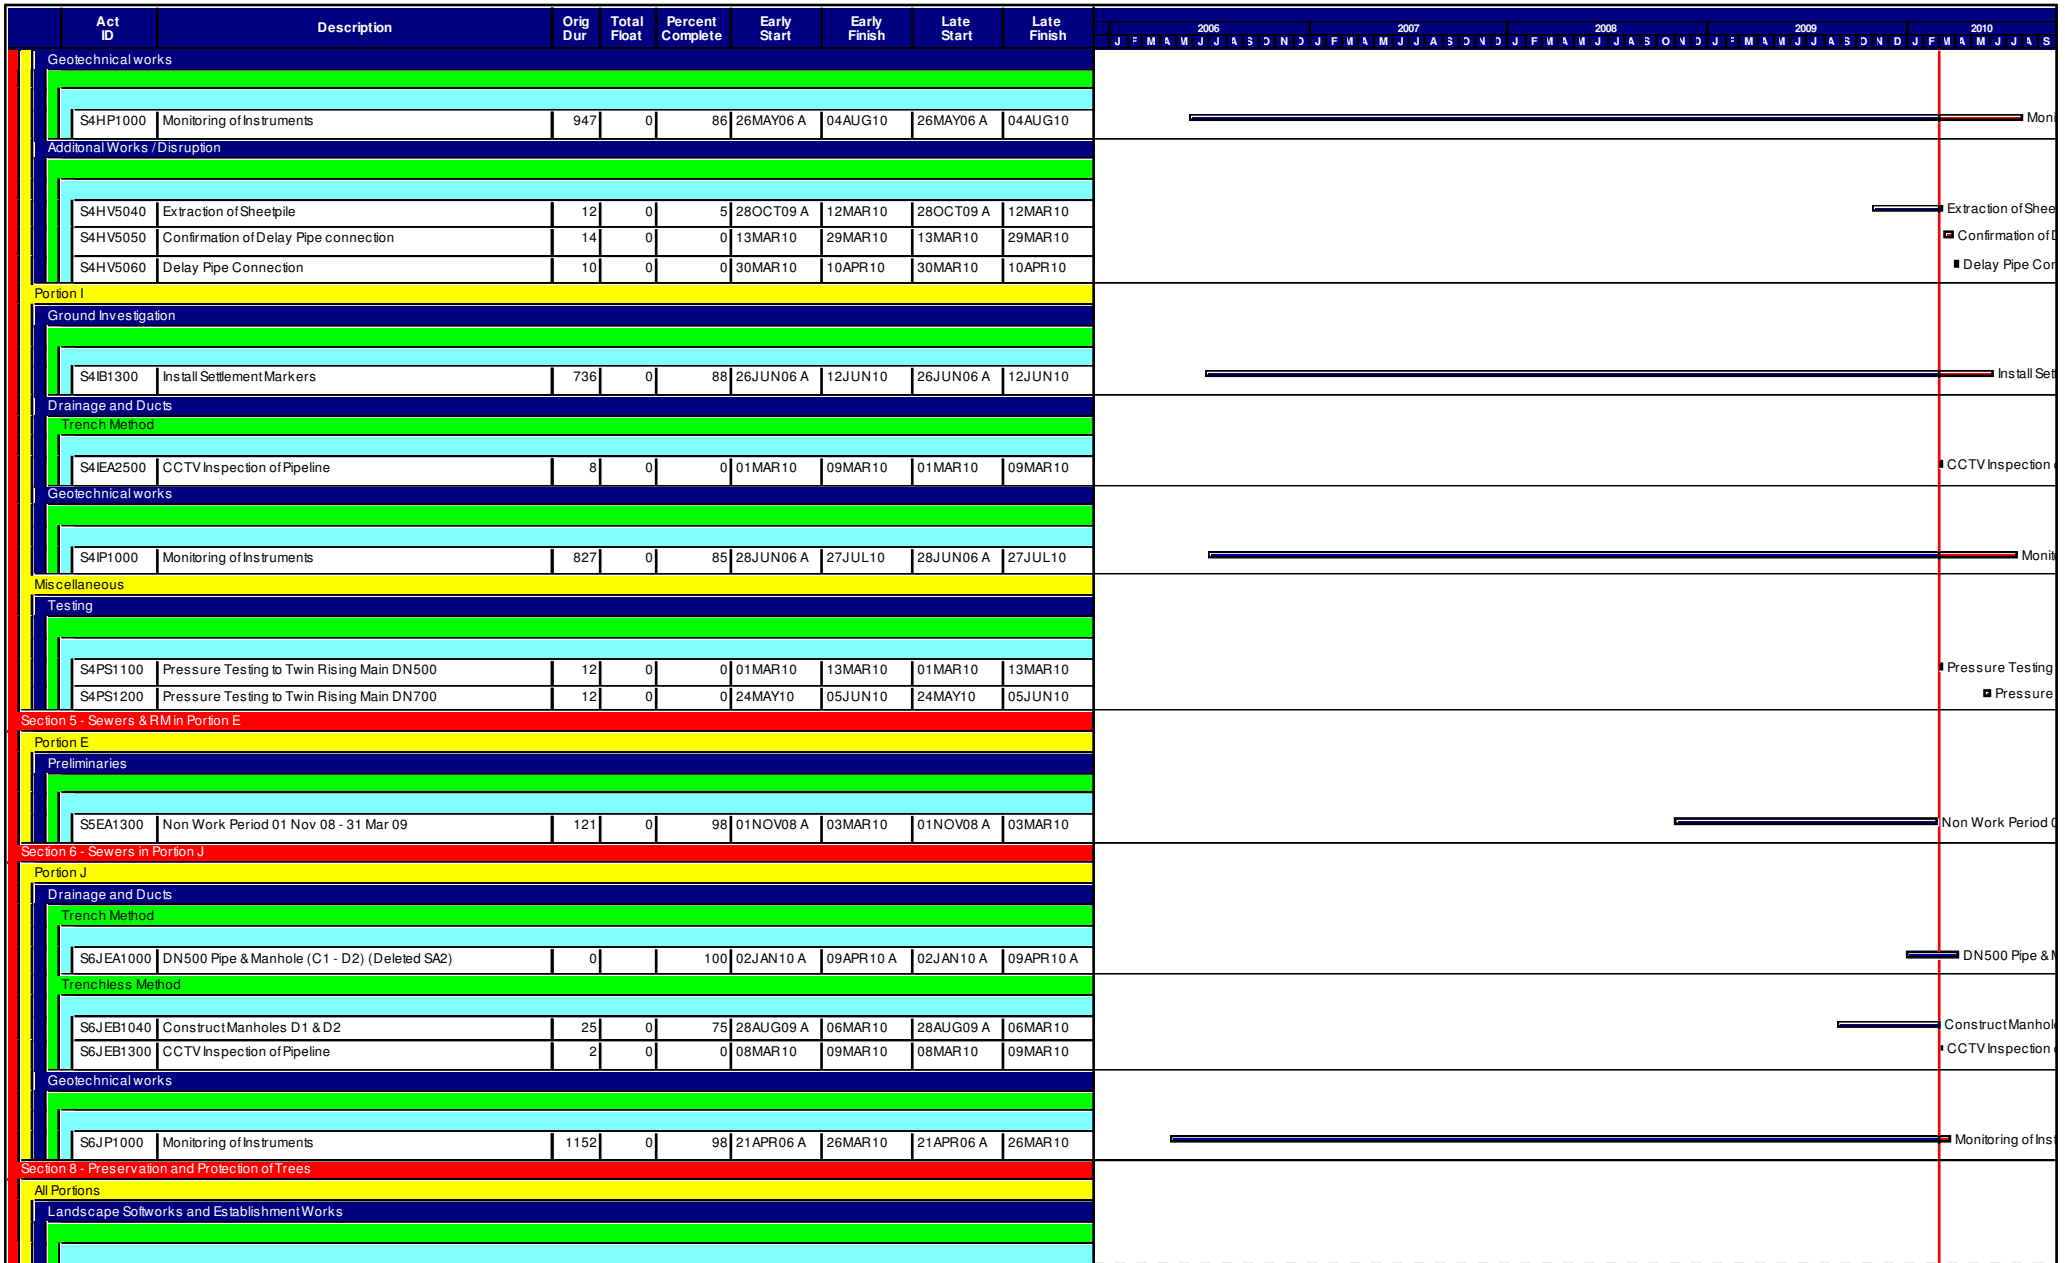 Act ID Description Orig Dur Total Float Percent Complete Early Start Early Finish Late Start Late Finish 2006 2007 2008 2009 2010
J F M A M J J A S O N D J F M A M J J A S O N D J F M A M J J A S O N D J F M A M J J A S O N D J F M A M J J A S
Geotechnical works
S4HP1000 Monitoring of Instruments 947 0 86 26MAY06 A 04AUG10 26MAY06 A 04AUG10 Moni
Additonal Works / Disruption
S4HV5040 Extraction of Sheetpile 12 0 5 28OCT09 A 12MAR10 28OCT09 A 12MAR10 Extraction of Shee
S4HV5050 Confirmation of Delay Pipe connection 14 0 0 13MAR10 29MAR10 13MAR10 29MAR10 Confirmation of D
S4HV5060 Delay Pipe Connection 10 0 0 30MAR10 10APR10 30MAR10 10APR10 Delay Pipe Con
Portion I
Ground Investigation
S4IB1300 Install Settlement Markers 736 0 88 26JUN06 A 12JUN10 26JUN06 A 12JUN10 Install Set
Drainage and Ducts
Trench Method
S4IEA2500 CCTV Inspection of Pipeline 8 0 0 01MAR10 09MAR10 01MAR10 09MAR10 CCTV Inspection
Geotechnical works
S4IP1000 Monitoring of Instruments 827 0 85 28JUN06 A 27JUL10 28JUN06 A 27JUL10 Monit
Miscellaneous
Testing
S4PS1100 Pressure Testing to Twin Rising Main DN500 12 0 0 01MAR10 13MAR10 01MAR10 13MAR10 Pressure Testing
S4PS1200 Pressure Testing to Twin Rising Main DN700 12 0 0 24MAY10 05JUN10 24MAY10 05JUN10 Pressure
Section 5 - Sewers & RM in Portion E
Portion E
Preliminaries
S5EA1300 Non Work Period 01 Nov 08 - 31 Mar 09 121 0 98 01NOV08 A 03MAR10 01NOV08 A 03MAR10 Non Work Period 0
Section 6 - Sewers in Portion J
Portion J
Drainage and Ducts
Trench Method
S6JEA1000 DN500 Pipe & Manhole (C1 - D2) (Deleted SA2) 0 100 02JAN10 A 09APR10 A 02JAN10 A 09APR10 A DN500 Pipe & M
Trenchless Method
S6JEB1040 Construct Manholes D1 & D2 25 0 75 28AUG09 A 06MAR10 28AUG09 A 06MAR10 Construct Manhole
S6JEB1300 CCTV Inspection of Pipeline 2 0 0 08MAR10 09MAR10 08MAR10 09MAR10 CCTV Inspection
Geotechnical works
S6JP1000 Monitoring of Instruments 1152 0 98 21APR06 A 26MAR10 21APR06 A 26MAR10 Monitoring of Inst
Section 8 - Preservation and Protection of Trees
All Portions
Landscape Softworks and Establishment Works